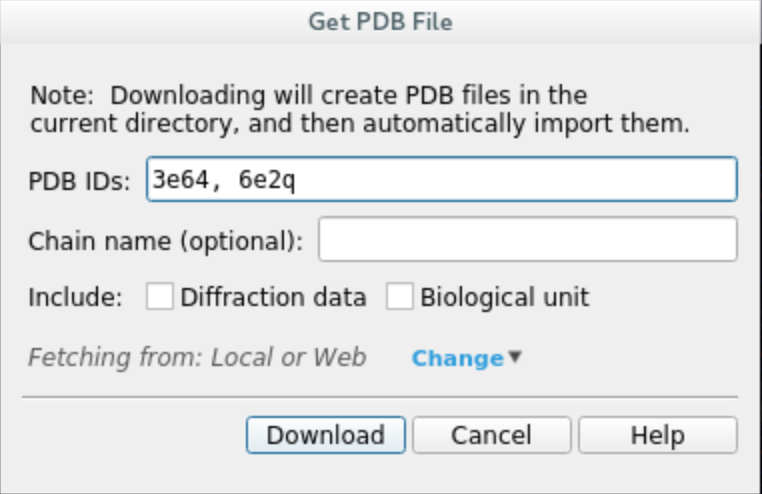 Get PDB File
Note:  Downloading will create PDB files in the
current directory, and then automatically import them.
PDB IDs: 3e64, 6e2q
Chain name (optional):
Include: Diffraction data Biological unit
Fetching from: Local or Web Change▼
Download Cancel Help